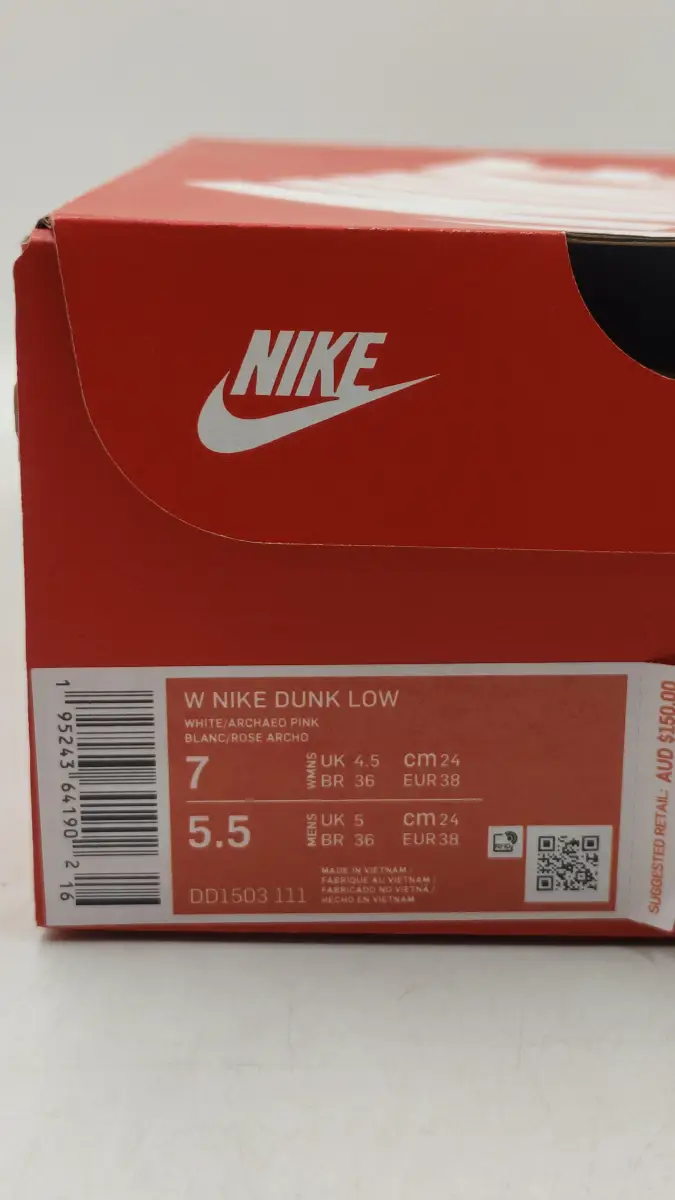 NIKE
W NIKE DUNK LOW
WHITE/ARCHAEO PINK
BLANC/ROSE ARCHO
7 WMNS UK 4.5 cm 24
BR 36 EUR 38
5.5 MENS UK 5 cm 24
BR 36 EUR 38
DD1503 111
MADE IN VIETNAM/
FABRIQUE AU VIETNAM/
FABRICADO NO VIETNÃ/
HECHO EN VIETNAM
1 95243 64190 2 16
SUGGESTED RETAIL: AUD $150.00